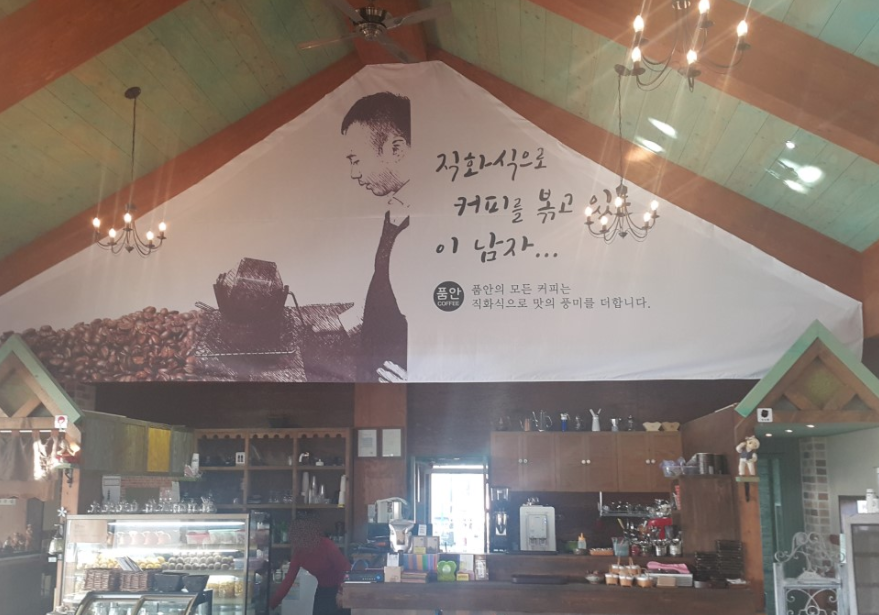 직화식으로
커피를 볶고 있는
이 남자...
품안
COFFEE
품안의 모든 커피는
직화식으로 맛의 풍미를 더합니다.